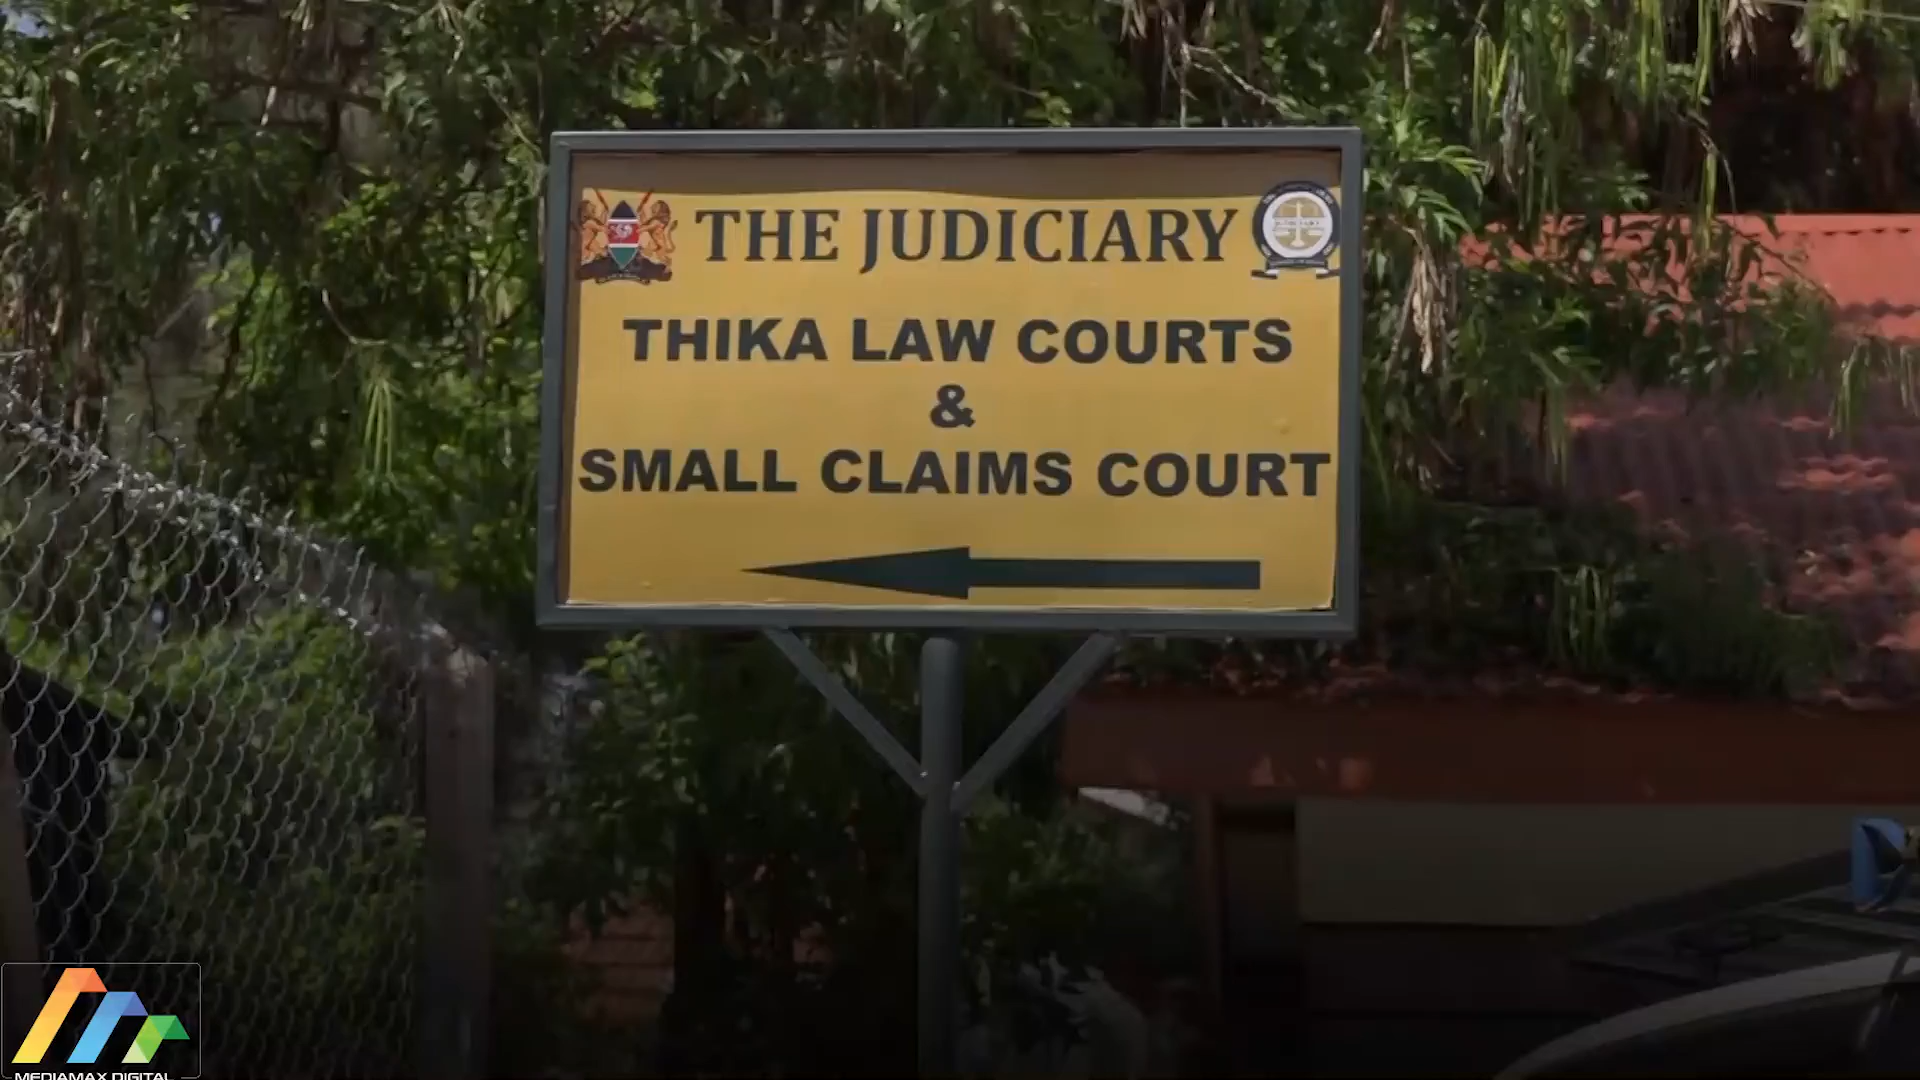 THE JUDICIARY
THIKA LAW COURTS
&
SMALL CLAIMS COURT
MEDIAMAX DIGITAL